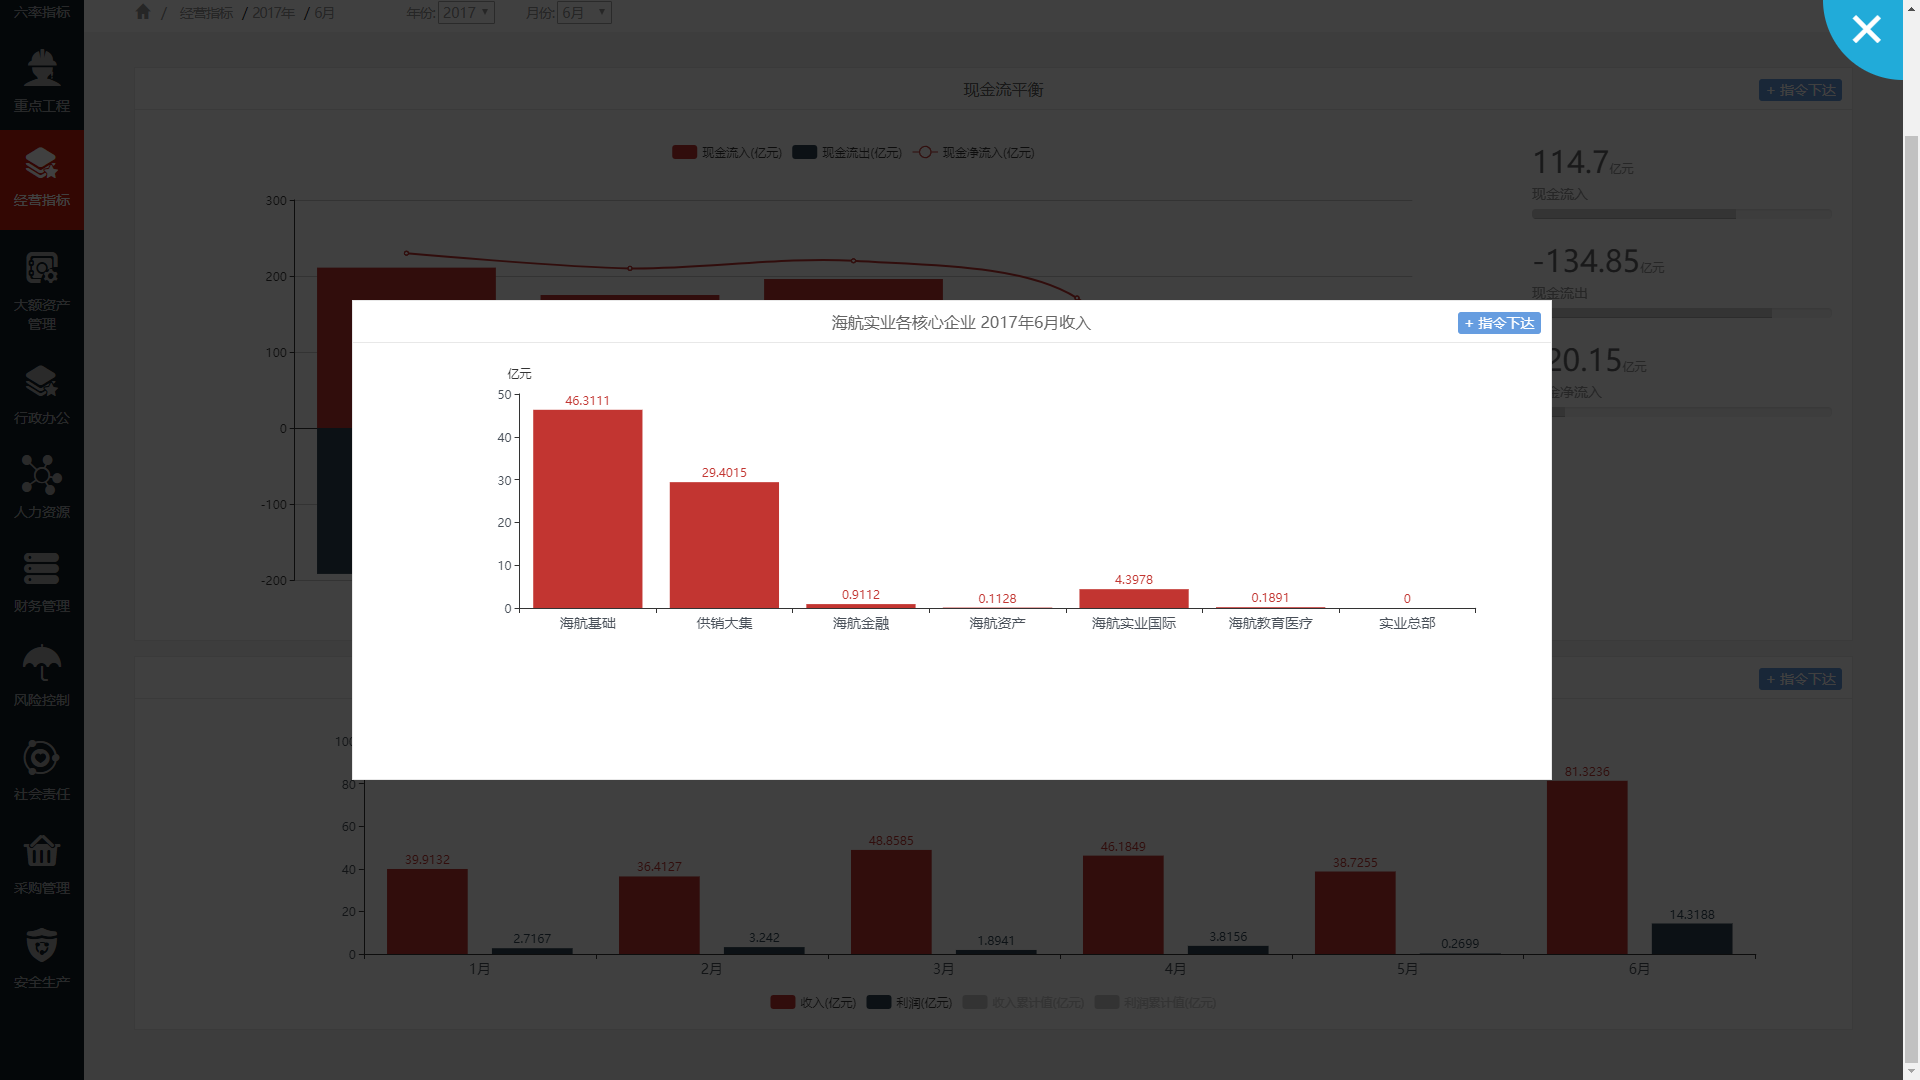 六率指标
/ 经营指标 / 2017年 / 6月
年份: 2017
月份: 6月
重点工程
经营指标
大额资产
管理
行政办公
人力资源
财务管理
风险控制
社会责任
采购管理
安全生产
现金流平衡
+ 指令下达
现金流入(亿元) 现金流出(亿元) 现金净流入(亿元)
300
200
100
0
-100
-200
114.7亿元
现金流入
-134.85亿元
现金流出
20.15亿元
金净流入
海航实业各核心企业 2017年6月收入
+ 指令下达
亿元
50
40
30
20
10
0
46.3111
29.4015
0.9112
0.1128
4.3978
0.1891
0
海航基础 供销大集 海航金融 海航资产 海航实业国际 海航教育医疗 实业总部
+ 指令下达
100
80
60
40
20
0
39.9132
2.7167
36.4127
3.242
48.8585
1.8941
46.1849
3.8156
38.7255
0.2699
81.3236
14.3188
1月 2月 3月 4月 5月 6月
收入(亿元) 利润(亿元) 收入累计值(亿元) 利润累计值(亿元)